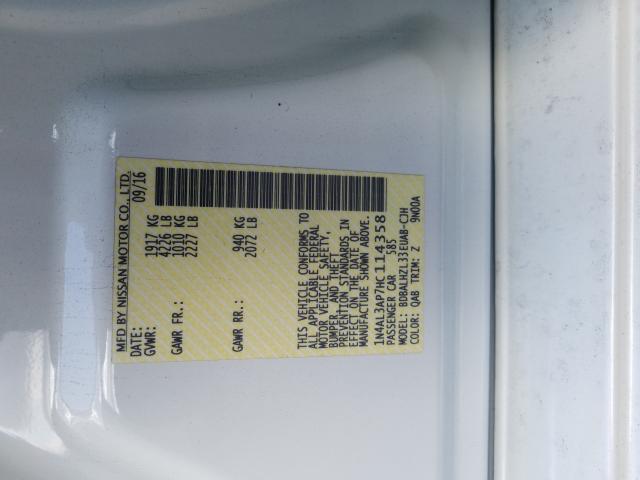 MFD BY NISSAN MOTOR CO., LTD.
DATE: 09/16
GVWR: 1917 KG
4226 LB
GAWR FR.: 1010 KG
2227 LB
GAWR RR.: 940 KG
2072 LB
THIS VEHICLE CONFORMS TO
ALL APPLICABLE FEDERAL
MOTOR VEHICLE SAFETY,
BUMPER, AND THEFT
PREVENTION STANDARDS IN
EFFECT ON THE DATE OF
MANUFACTURE SHOWN ABOVE.
1N4AL3AP7HC114358
PASSENGER CAR 585
MODEL: BDBALHZL33EUAB-CJH
COLOR: QAB TRIM: Z 9N00A